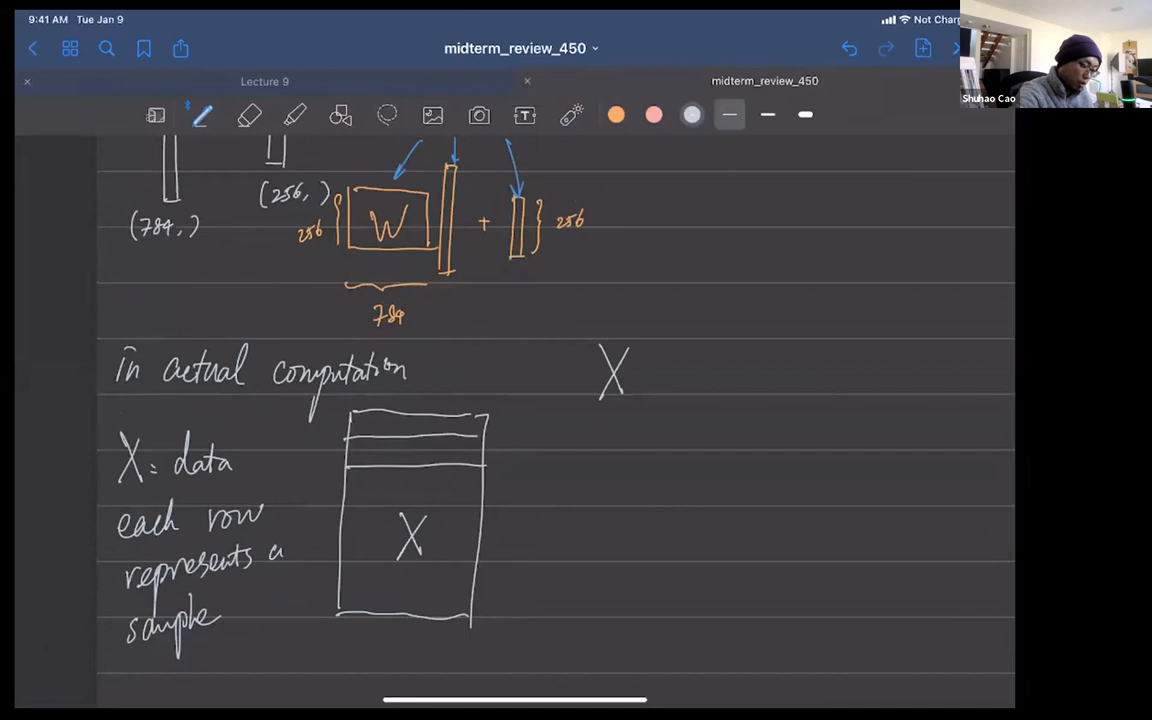 9:41 AM Tue Jan 9
Not Charg
midterm_review_450
Lecture 9
midterm_review_450
Shuhao Cao
(784, )
(256, )
256
W
+
256
784
in actual computation
X
X = data
each row
represents a
sample
X